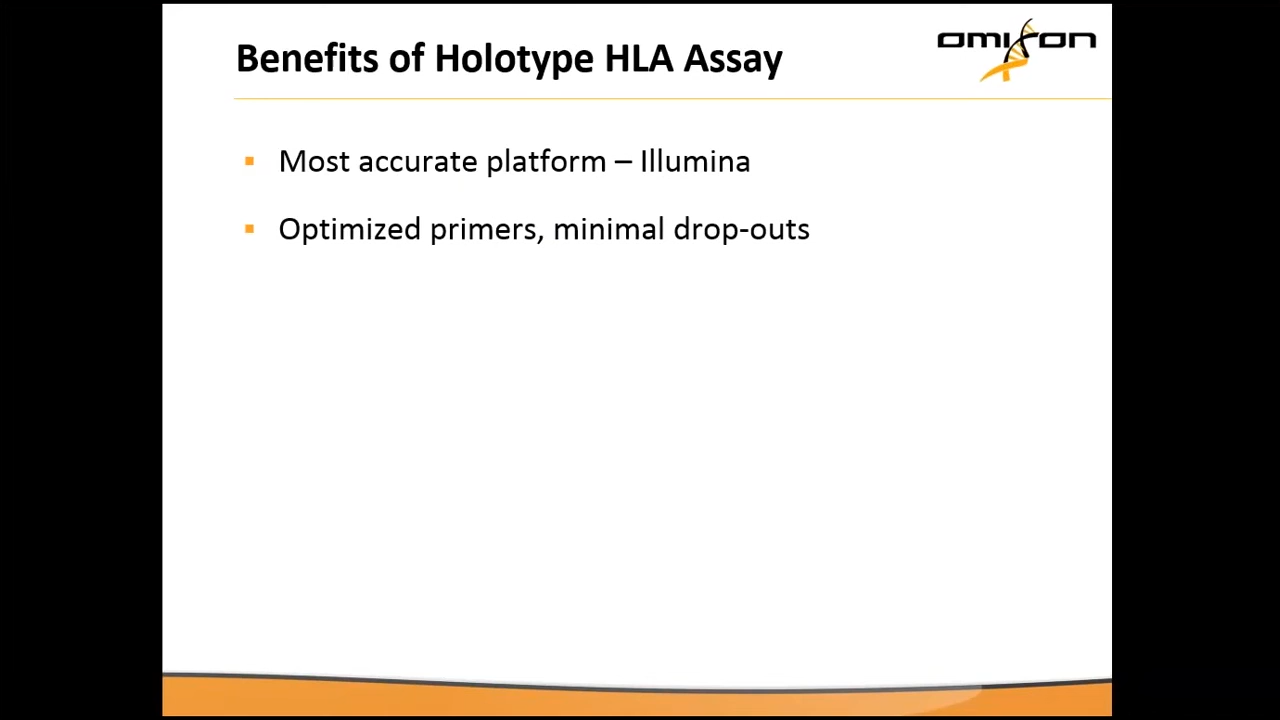 Benefits of Holotype HLA Assay
omixon
▪ Most accurate platform – Illumina
▪ Optimized primers, minimal drop-outs